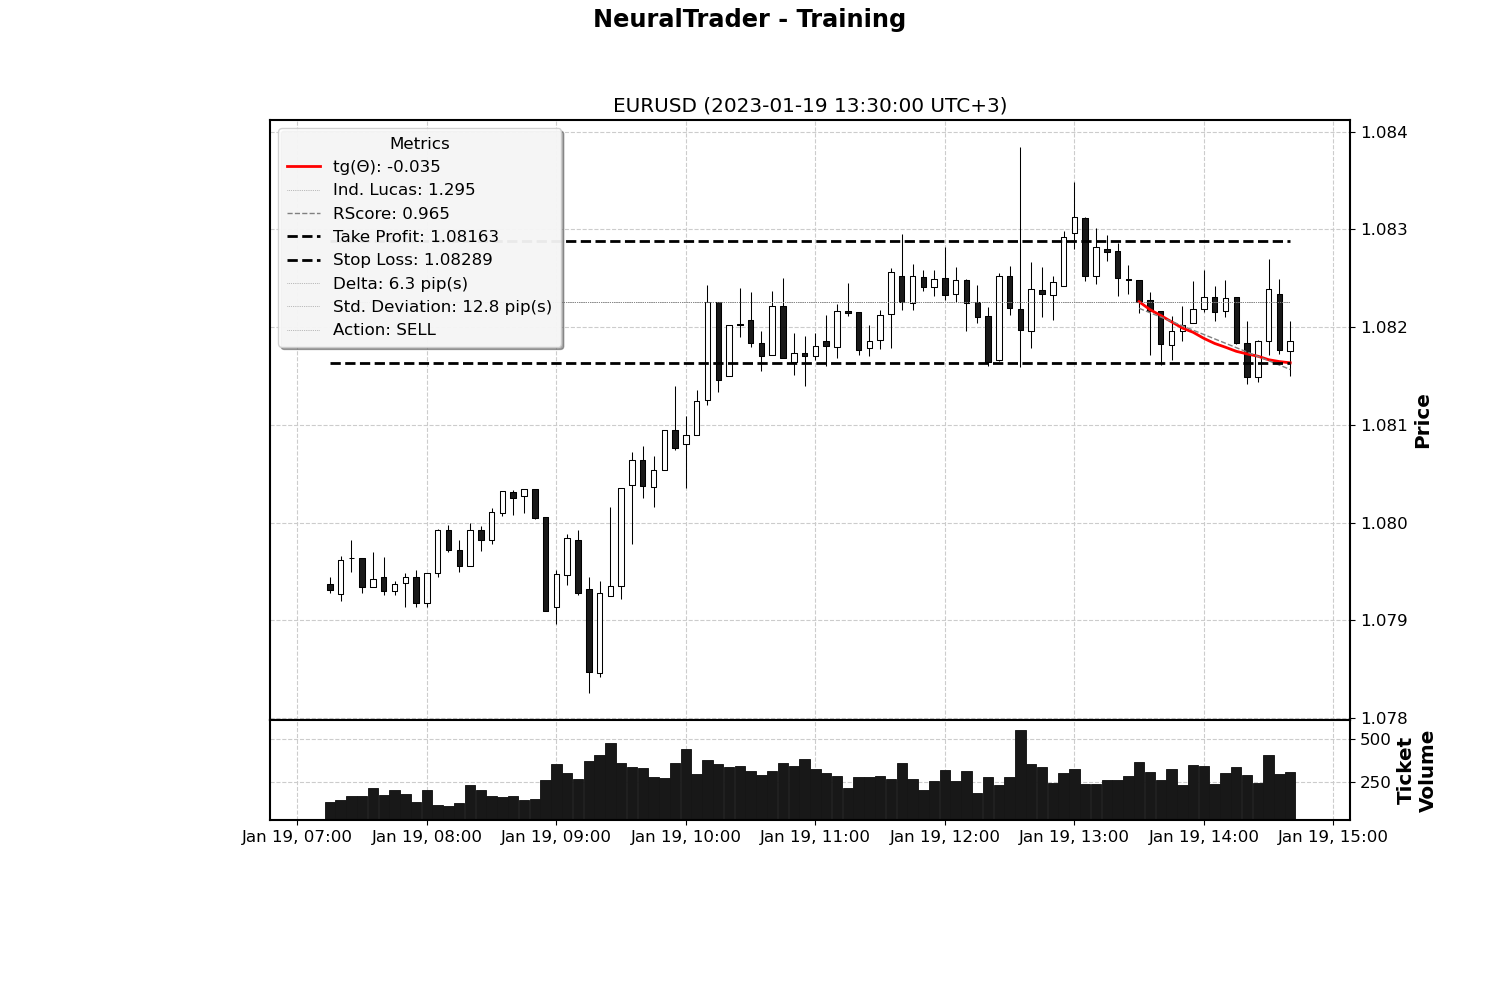 NeuralTrader - Training
EURUSD (2023-01-19 13:30:00 UTC+3)
Metrics
tg(Θ): -0.035
Ind. Lucas: 1.295
RScore: 0.965
Take Profit: 1.08163
Stop Loss: 1.08289
Delta: 6.3 pip(s)
Std. Deviation: 12.8 pip(s)
Action: SELL
1.084
1.083
1.082
1.081
1.080
1.079
1.078
Price
500
250
Ticket
Volume
Jan 19, 07:00
Jan 19, 08:00
Jan 19, 09:00
Jan 19, 10:00
Jan 19, 11:00
Jan 19, 12:00
Jan 19, 13:00
Jan 19, 14:00
Jan 19, 15:00